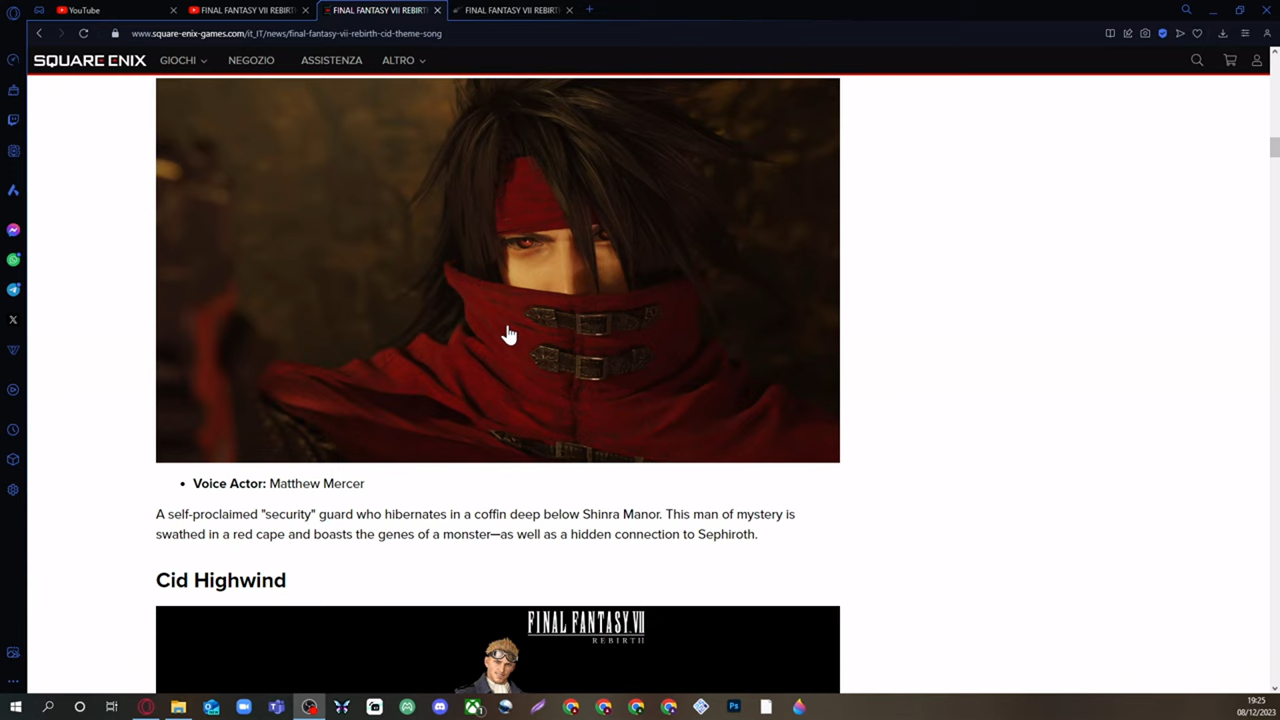 YouTube
FINAL FANTASY VII REBIRTH
FINAL FANTASY VII REBIRTH
FINAL FANTASY VII REBIRTH
www.square-enix-games.com/it_IT/news/final-fantasy-vii-rebirth-cid-theme-song
SQUARE ENIX GIOCHI NEGOZIO ASSISTENZA ALTRO
Voice Actor: Matthew Mercer
A self-proclaimed "security" guard who hibernates in a coffin deep below Shinra Manor. This man of mystery is
swathed in a red cape and boasts the genes of a monster—as well as a hidden connection to Sephiroth.
Cid Highwind
FINAL FANTASY VII
REBIRTH
19:25
08/12/2023